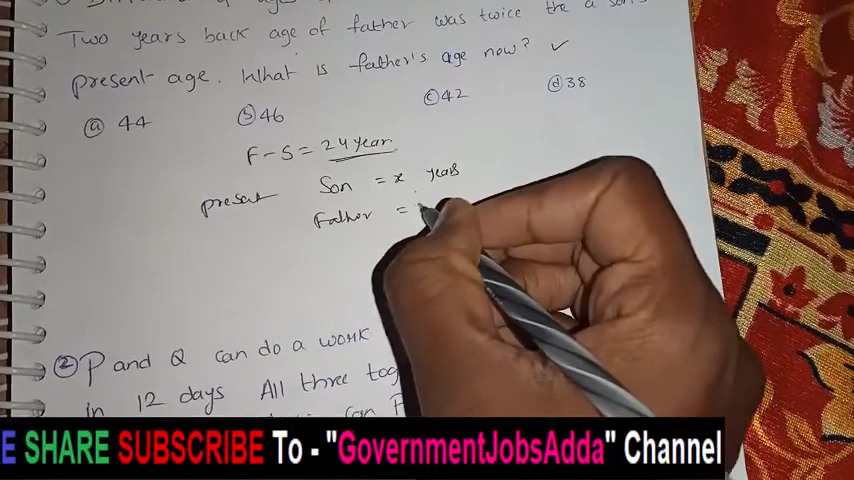 Two years back age of father was twice the a son's
present age. What is father's age now? ✓
ⓐ 44 ⓑ 46 ⓒ 42 ⓓ 38
F - S = 24 year
present Son = x years
Father =
② P and Q can do a work
in 12 days All three tog
can P
E SHARE SUBSCRIBE To - "GovernmentJobsAdda" Channel